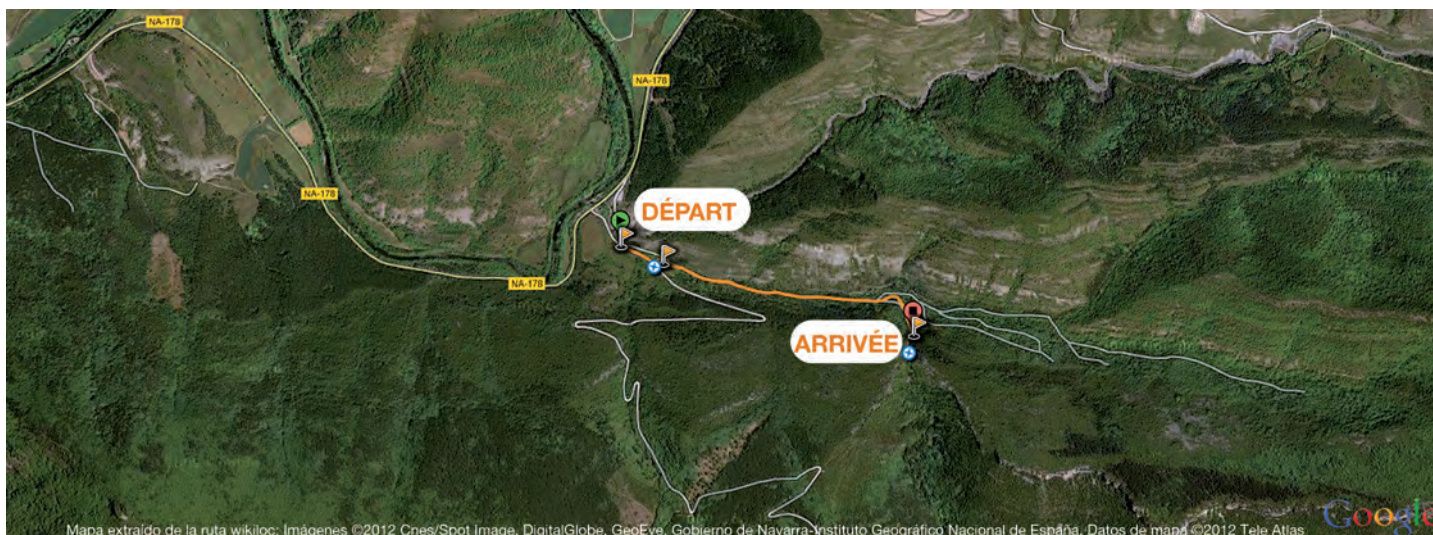 NA-178
NA-178
NA-178
NA-178
DÉPART
ARRIVÉE
Google
Mapa extraído de la ruta wikiloc: Imágenes ©2012 Cnes/Spot Image, DigitalGlobe, GeoEye, Gobierno de Navarra-Instituto Geográfico Nacional de España, Datos de mapa ©2012 Tele Atlas